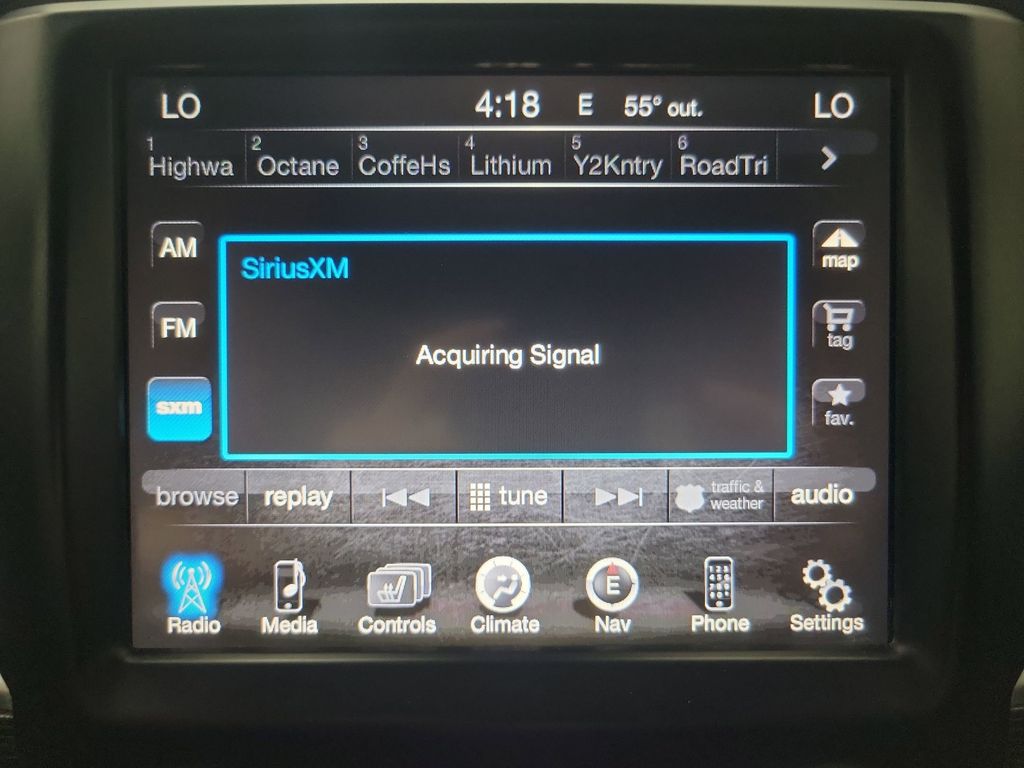 LO 4:18 E 55° out. LO
1 2 3 4 5 6
Highwa Octane CoffeHs Lithium Y2Kntry RoadTri
AM
FM
sxm
SiriusXM
Acquiring Signal
map
tag
fav.
browse replay tune traffic &
weather audio
E
Radio Media Controls Climate Nav Phone Settings